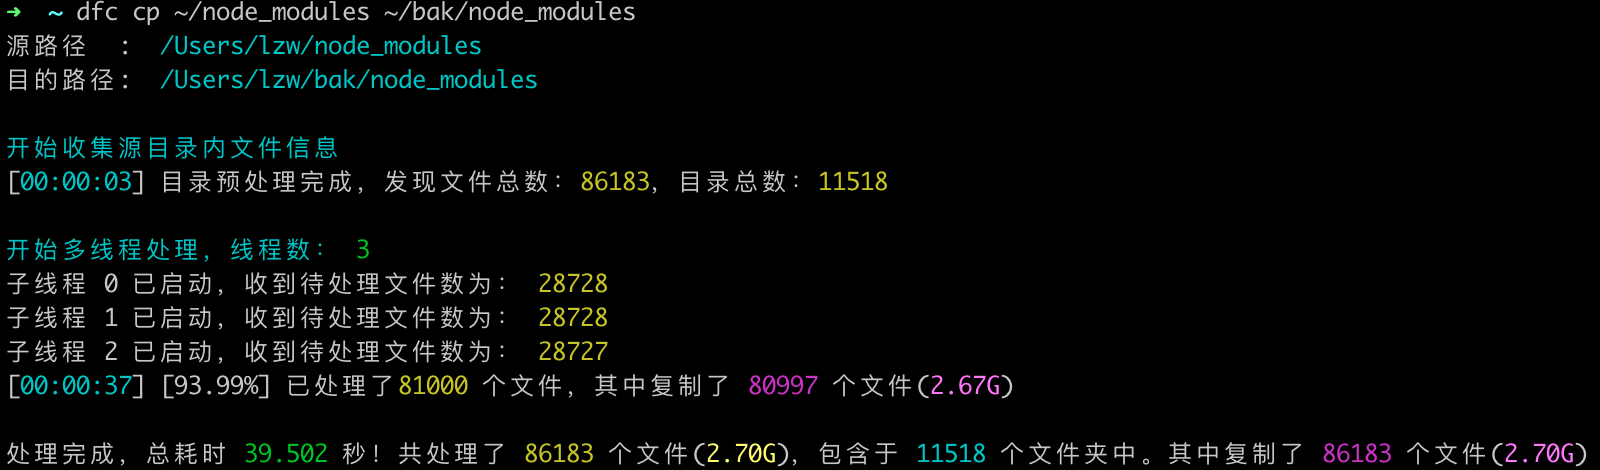 ➜  ~ dfc cp ~/node_modules ~/bak/node_modules
源路径 ： /Users/lzw/node_modules
目的路径： /Users/lzw/bak/node_modules
开始收集源目录内文件信息
[00:00:03] 目录预处理完成，发现文件总数：86183，目录总数：11518
开始多线程处理，线程数： 3
子线程 0 已启动，收到待处理文件数为： 28728
子线程 1 已启动，收到待处理文件数为： 28728
子线程 2 已启动，收到待处理文件数为： 28727
[00:00:37] [93.99%] 已处理了81000 个文件，其中复制了 80997 个文件(2.67G)
处理完成，总耗时 39.502 秒！共处理了 86183 个文件(2.70G)，包含于 11518 个文件夹中。其中复制了 86183 个文件(2.70G)